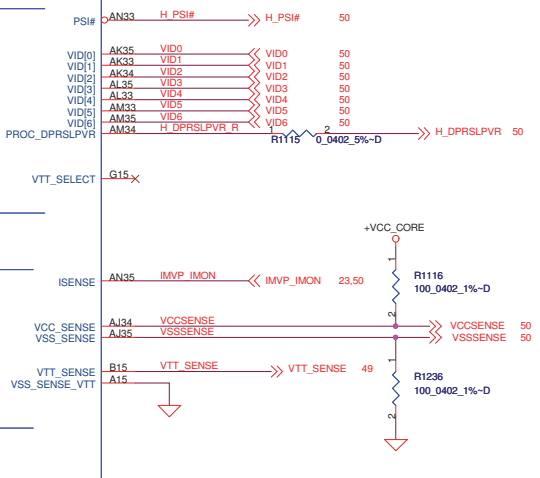 PSI# AN33 H_PSI# H_PSI# 50
VID[0] AK35 VID0 VID0 50
VID[1] AK33 VID1 VID1 50
VID[2] AK34 VID2 VID2 50
VID[3] AL35 VID3 VID3 50
VID[4] AL33 VID4 VID4 50
VID[5] AM33 VID5 VID5 50
VID[6] AM35 VID6 VID6 50
PROC_DPRSLPVR AM34 H_DPRSLPVR_R 1 2 H_DPRSLPVR 50
R1115 0_0402_5%~D
VTT_SELECT G15
+VCC_CORE
1
ISENSE AN35 IMVP_IMON IMVP_IMON 23,50
R1116
100_0402_1%~D
2
VCC_SENSE AJ34 VCCSENSE VCCSENSE 50
VSS_SENSE AJ35 VSSSENSE VSSSENSE 50
1
VTT_SENSE B15 VTT_SENSE VTT_SENSE 49
VSS_SENSE_VTT A15
R1236
100_0402_1%~D
2